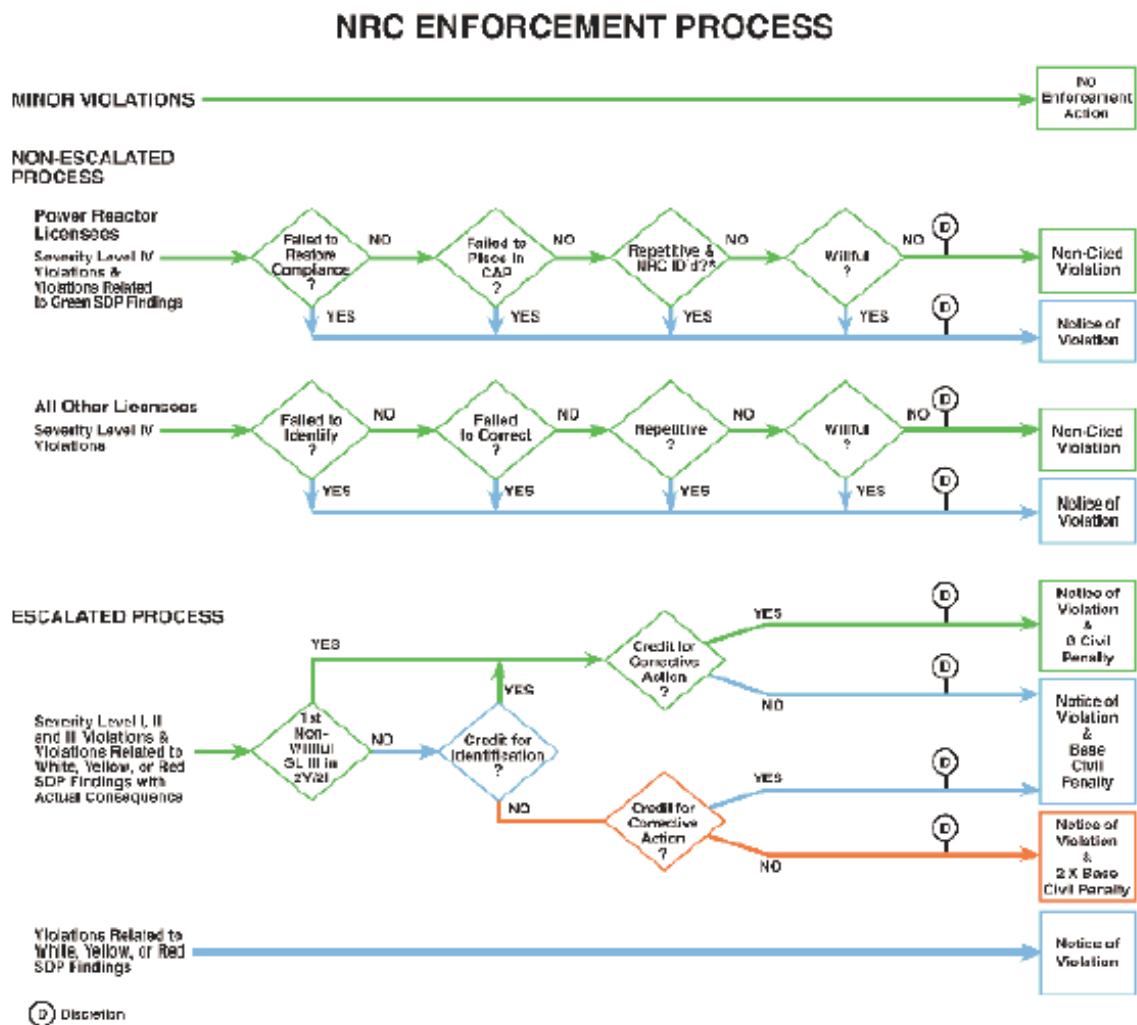 NRC ENFORCEMENT PROCESS
MINOR VIOLATIONS
No
Enforcement
Action
NON-ESCALATED
PROCESS
Power Reactor
Licensees
Severity Level IV
Violations &
Violations Related
to Green SDP Findings
Failed to
Restore
Compliance
?
NO
YES
Failed to
Place in
CAP
?
NO
YES
Repetitive &
NRC ID'd?*
NO
YES
Willful
?
NO
YES
D
D
Non-Cited
Violation
Notice of
Violation
All Other Licensees
Severity Level IV
Violations
Failed to
Identify
?
NO
YES
Failed
to Correct
?
NO
YES
Repetitive
?
NO
YES
Willful
?
NO
YES
D
D
Non-Cited
Violation
Notice of
Violation
ESCALATED PROCESS
Severity Level I, II
and III Violations &
Violations Related to
White, Yellow, or Red
SDP Findings with
Actual Consequence
YES
1st
Non-
Willful
SL III in
2Y/2I
NO
YES
Credit for
Identification
?
NO
Credit for
Corrective
Action
?
YES
NO
D
D
Credit for
Corrective
Action
?
YES
NO
D
D
Notice of
Violation
&
Civil
Penalty
Notice of
Violation
&
Base
Civil
Penalty
Notice of
Violation
&
2 X Base
Civil Penalty
Violations Related to
White, Yellow, or Red
SDP Findings
Notice of
Violation
D Discretion